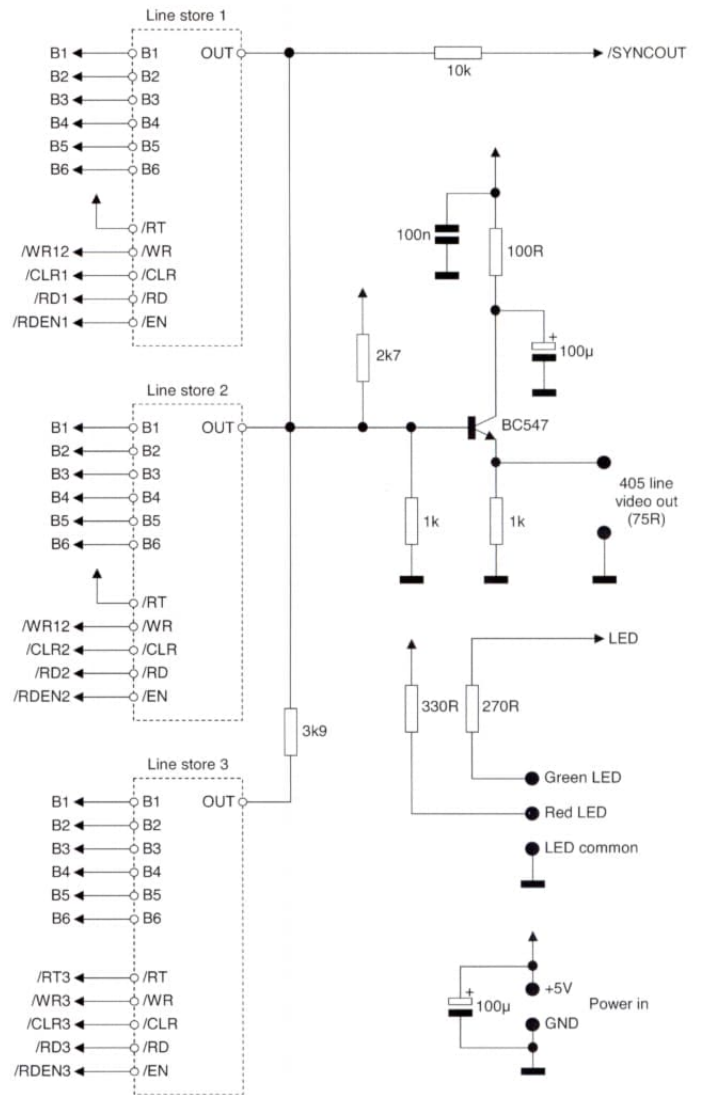 Line store 1
B1 B1 OUT /SYNCOUT
10k
B2 B2
B3 B3
B4 B4
B5 B5
B6 B6
/RT
/WR12 /WR
/CLR1 /CLR
/RD1 /RD
/RDEN1 /EN
100n
100R
+
100µ
2k7
Line store 2
B1 B1 OUT
B2 B2
B3 B3
B4 B4
B5 B5
B6 B6
/RT
/WR12 /WR
/CLR2 /CLR
/RD2 /RD
/RDEN2 /EN
BC547
405 line
video out
(75R)
1k
1k
3k9
LED
330R
270R
Green LED
Red LED
LED common
Line store 3
B1 B1 OUT
B2 B2
B3 B3
B4 B4
B5 B5
B6 B6
/RT3 /RT
/WR3 /WR
/CLR3 /CLR
/RD3 /RD
/RDEN3 /EN
+
100µ
+5V
Power in
GND